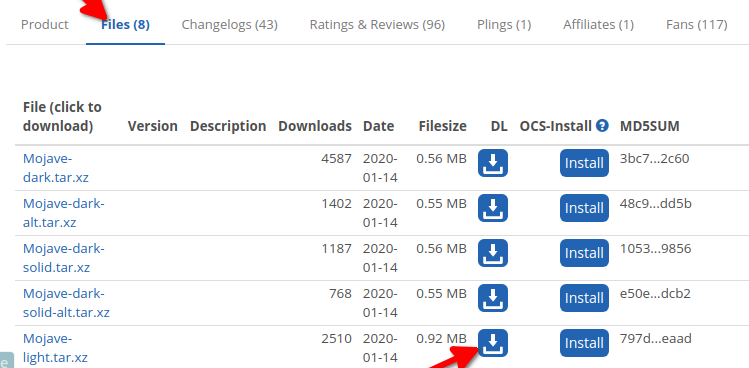 Product Files (8) Changelogs (43) Ratings & Reviews (96) Plings (1) Affiliates (1) Fans (117)
File (click to
download) Version Description Downloads Date Filesize DL OCS-Install ? MD5SUM
Mojave- 4587 2020- 0.56 MB Install 3bc7...2c60
dark.tar.xz 01-14
Mojave-dark- 1402 2020- 0.55 MB Install 48c9...dd5b
alt.tar.xz 01-14
Mojave-dark- 1187 2020- 0.56 MB Install 1053...9856
solid.tar.xz 01-14
Mojave-dark- 768 2020- 0.55 MB Install e50e...dcb2
solid-alt.tar.xz 01-14
Mojave- 2510 2020- 0.92 MB Install 797d...eaad
light.tar.xz 01-14
e